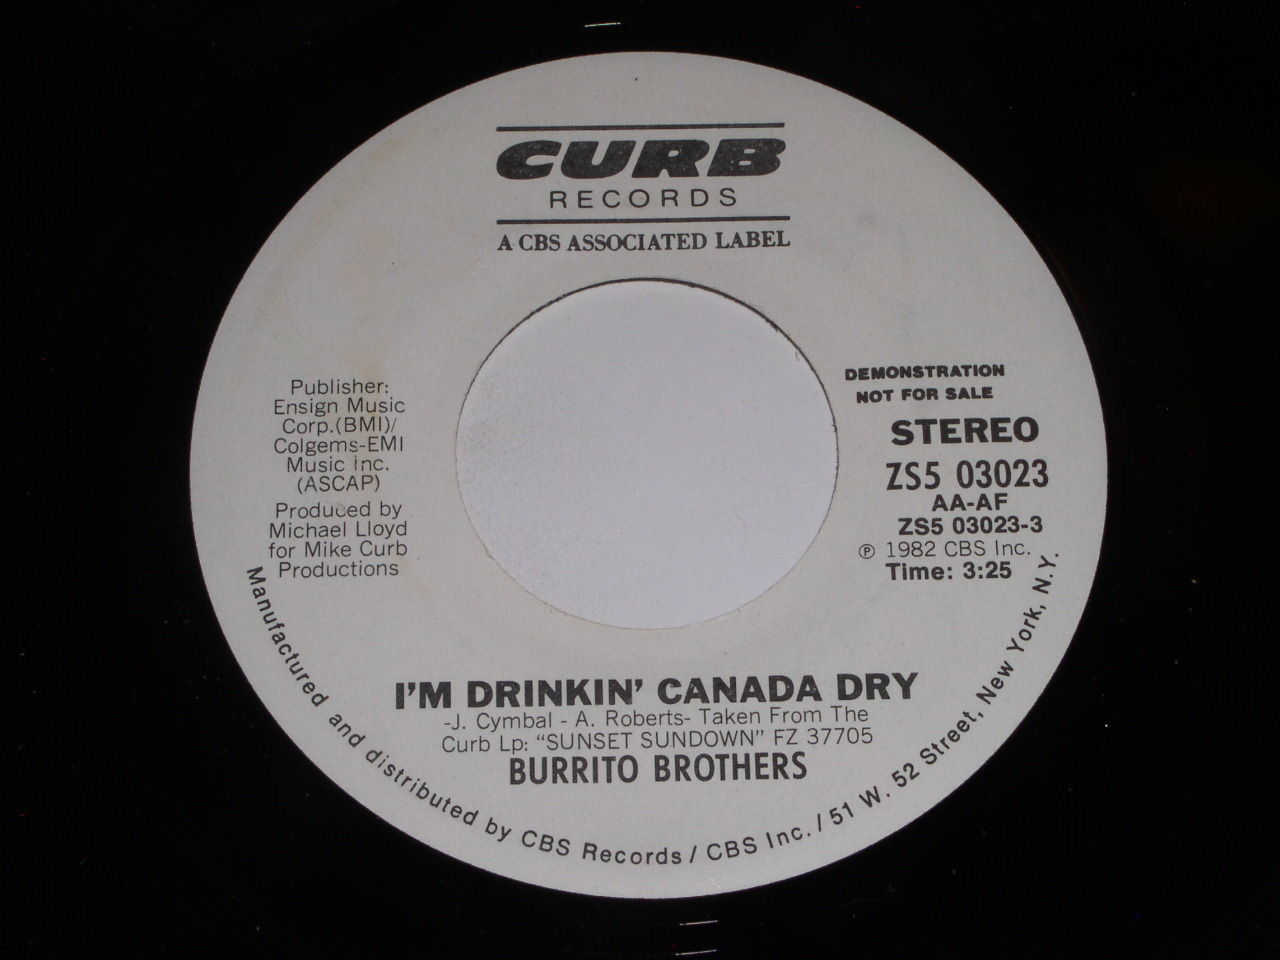 CURB
RECORDS
A CBS ASSOCIATED LABEL
Publisher:
Ensign Music
Corp.(BMI)/
Colgems-EMI
Music Inc.
(ASCAP)
Produced by
Michael Lloyd
for Mike Curb
Productions
DEMONSTRATION
NOT FOR SALE
STEREO
ZS5 03023
AA-AF
ZS5 03023-3
℗ 1982 CBS Inc.
Time: 3:25
I'M DRINKIN' CANADA DRY
-J. Cymbal - A. Roberts- Taken From The
Curb Lp: "SUNSET SUNDOWN" FZ 37705
BURRITO BROTHERS
Manufactured and distributed by CBS Records / CBS Inc. / 51 W. 52 Street, New York, N.Y.